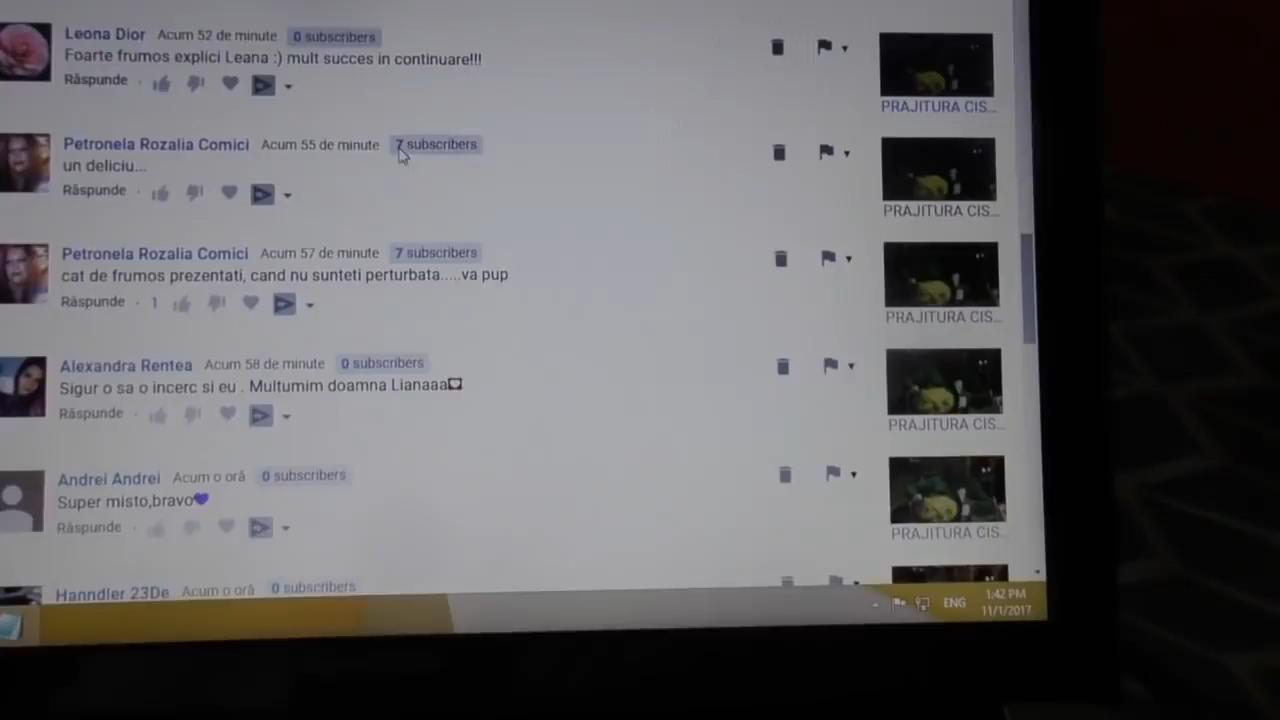 Leona Dior Acum 52 de minute 0 subscribers
Foarte frumos explici Leana :) mult succes in continuare!!!
Răspunde
PRAJITURA CIS...
Petronela Rozalia Comici Acum 55 de minute 7 subscribers
un deliciu...
Răspunde
PRAJITURA CIS...
Petronela Rozalia Comici Acum 57 de minute 7 subscribers
cat de frumos prezentati, cand nu sunteti perturbata.....va pup
Răspunde · 1
PRAJITURA CIS...
Alexandra Rentea Acum 58 de minute 0 subscribers
Sigur o sa o incerc si eu . Multumim doamna Lianaaa
Răspunde
PRAJITURA CIS...
Andrei Andrei Acum o oră 0 subscribers
Super misto,bravo💜
Răspunde
PRAJITURA CIS...
Hanndler 23De Acum o oră 0 subscribers
ENG 1:42 PM
11/1/2017